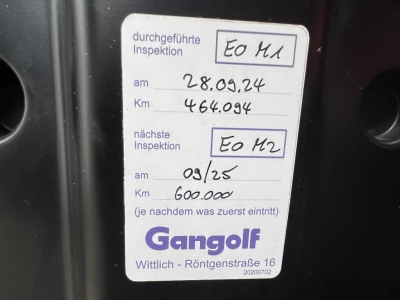 durchgeführte
Inspektion EO M1
am 28.09.24
Km 464.094
nächste
Inspektion EO M2
am 09/25
Km 600.000
(je nachdem was zuerst eintritt)
Gangolf
Wittlich - Röntgenstraße 16
20200702